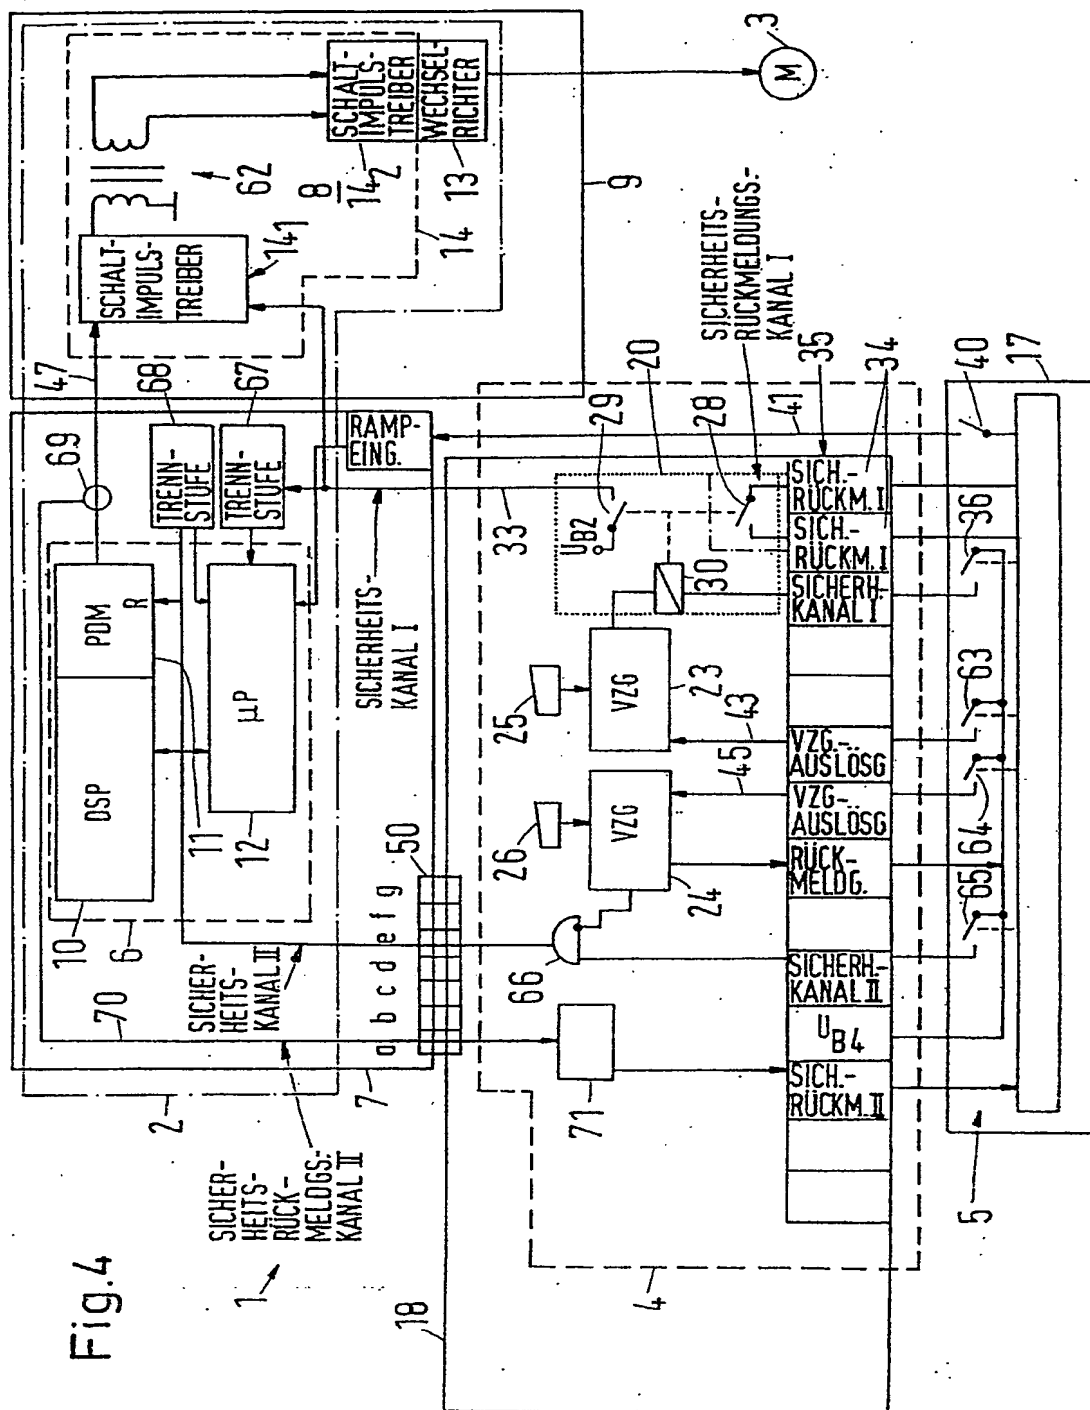 Fig.4
1
SICHER-
HEITS-
RÜCK-
MELDGS.-
KANAL II
2
7
70
SICHER-
HEITS-
KANAL II
6
10
DSP
PDM
R
11
12
µP
TRENN
STUFE
68
TRENN
STUFE
67
69
47
RAMP-
EING.
SCHALT-
IMPULS-
TREIBER
141
62
8
SCHALT-
IMPULS
TREIBER
142
WECHSEL-
RICHTER
13
14
9
3
M
a b c d e f g
50
SICHERHEITS-
KANAL I
33
18
4
71
66
26
VZG
24
25
VZG
23
45
43
UB2
29
20
28
30
SICHERHEITS-
RÜCKMELDUNGS.-
KANAL I
41
35
34
SICH.-
RÜCKM. I
SICH.-
RÜCKM. I
SICHERH.-
KANAL I
VZG-
AUSLÖSG
VZG-
AUSLÖSG
RÜCK-
MELDG.
SICHERH.-
KANAL II
UB4
SICH.-
RÜCKM. II
5
65
64
63
36
40
17